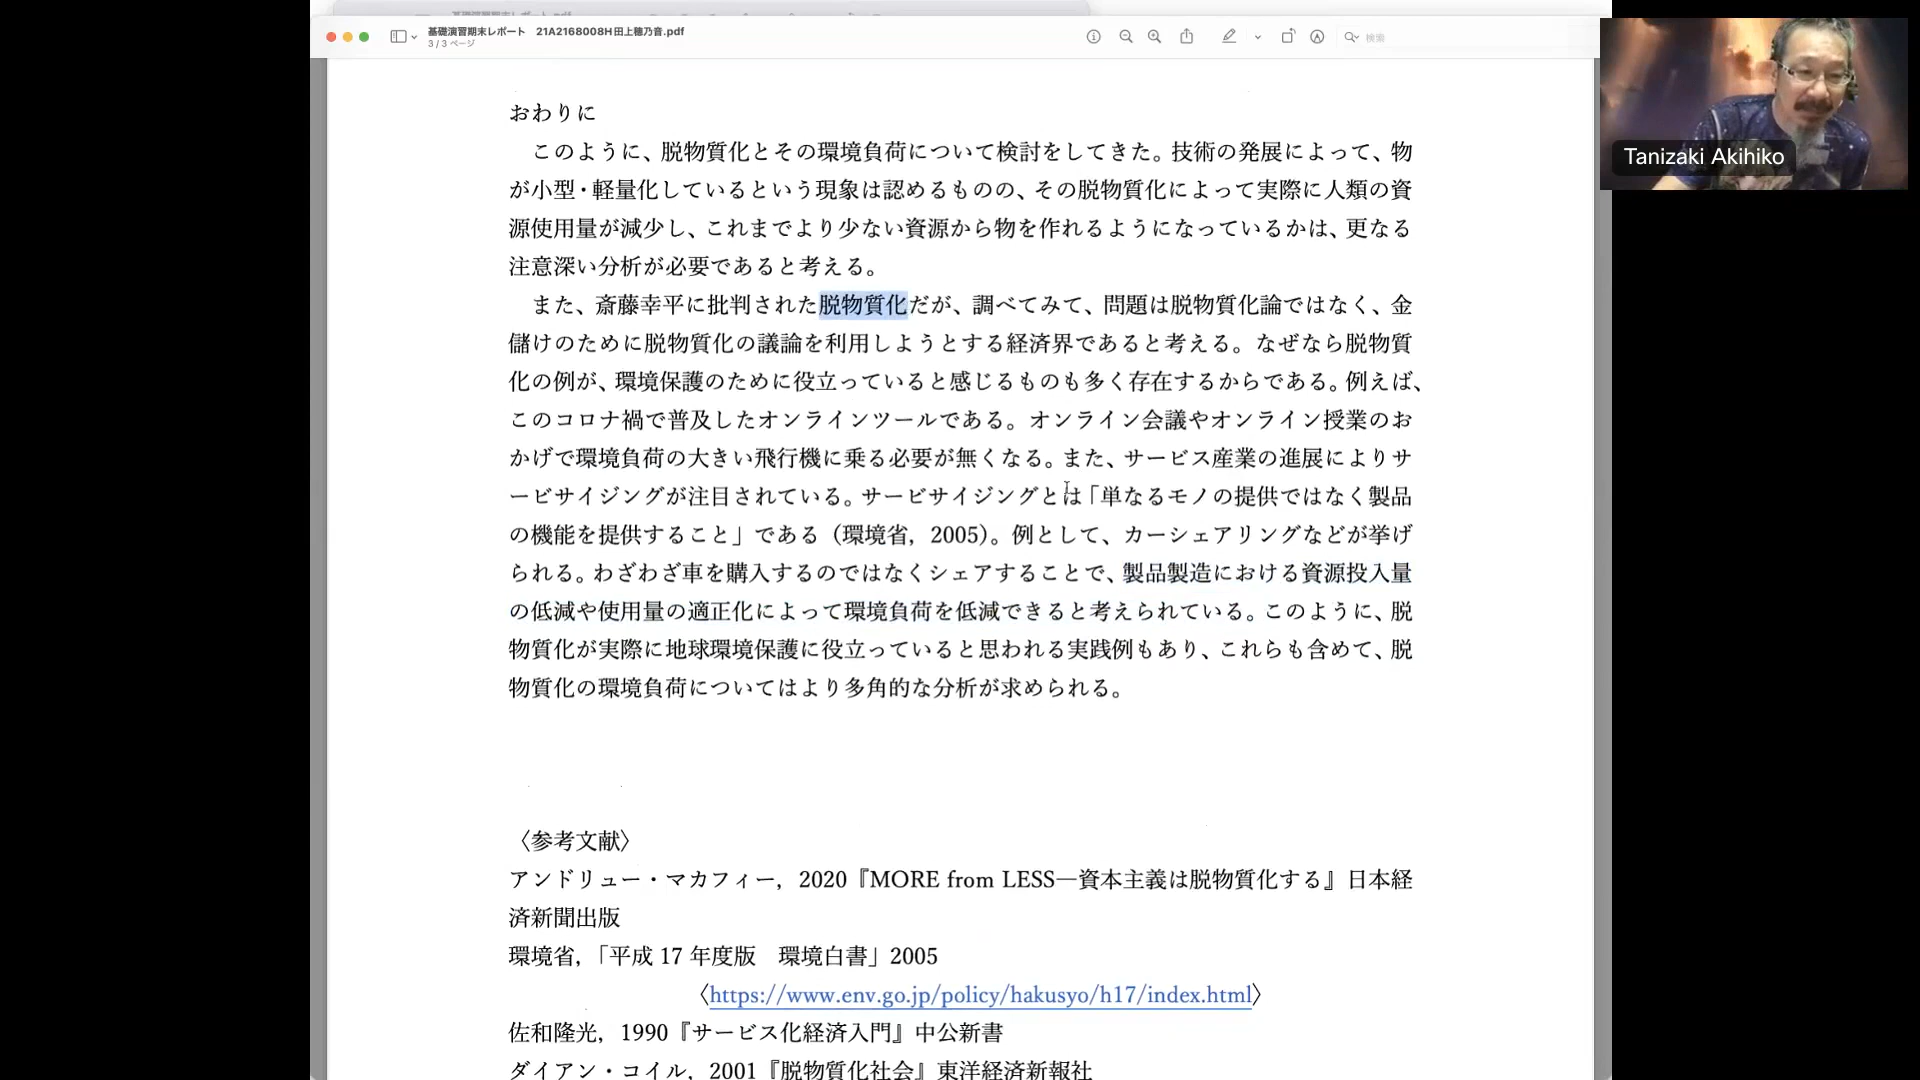 基礎演習期末レポート　21A2168008H田上穂乃音.pdf
3 / 3 ページ
検索
Tanizaki Akihiko
おわりに
このように、脱物質化とその環境負荷について検討をしてきた。技術の発展によって、物
が小型・軽量化しているという現象は認めるものの、その脱物質化によって実際に人類の資
源使用量が減少し、これまでより少ない資源から物を作れるようになっているかは、更なる
注意深い分析が必要であると考える。
また、斎藤幸平に批判された脱物質化だが、調べてみて、問題は脱物質化論ではなく、金
儲けのために脱物質化の議論を利用しようとする経済界であると考える。なぜなら脱物質
化の例が、環境保護のために役立っていると感じるものも多く存在するからである。例えば、
このコロナ禍で普及したオンラインツールである。オンライン会議やオンライン授業のお
かげで環境負荷の大きい飛行機に乗る必要が無くなる。また、サービス産業の進展によりサ
ービサイジングが注目されている。サービサイジングとは「単なるモノの提供ではなく製品
の機能を提供すること」である（環境省，2005）。例として、カーシェアリングなどが挙げ
られる。わざわざ車を購入するのではなくシェアすることで、製品製造における資源投入量
の低減や使用量の適正化によって環境負荷を低減できると考えられている。このように、脱
物質化が実際に地球環境保護に役立っていると思われる実践例もあり、これらも含めて、脱
物質化の環境負荷についてはより多角的な分析が求められる。
〈参考文献〉
アンドリュー・マカフィー，2020『MORE from LESS―資本主義は脱物質化する』日本経
済新聞出版
環境省，「平成 17 年度版　環境白書」2005
〈https://www.env.go.jp/policy/hakusyo/h17/index.html〉
佐和隆光，1990『サービス化経済入門』中公新書
ダイアン・コイル，2001『脱物質化社会』東洋経済新報社